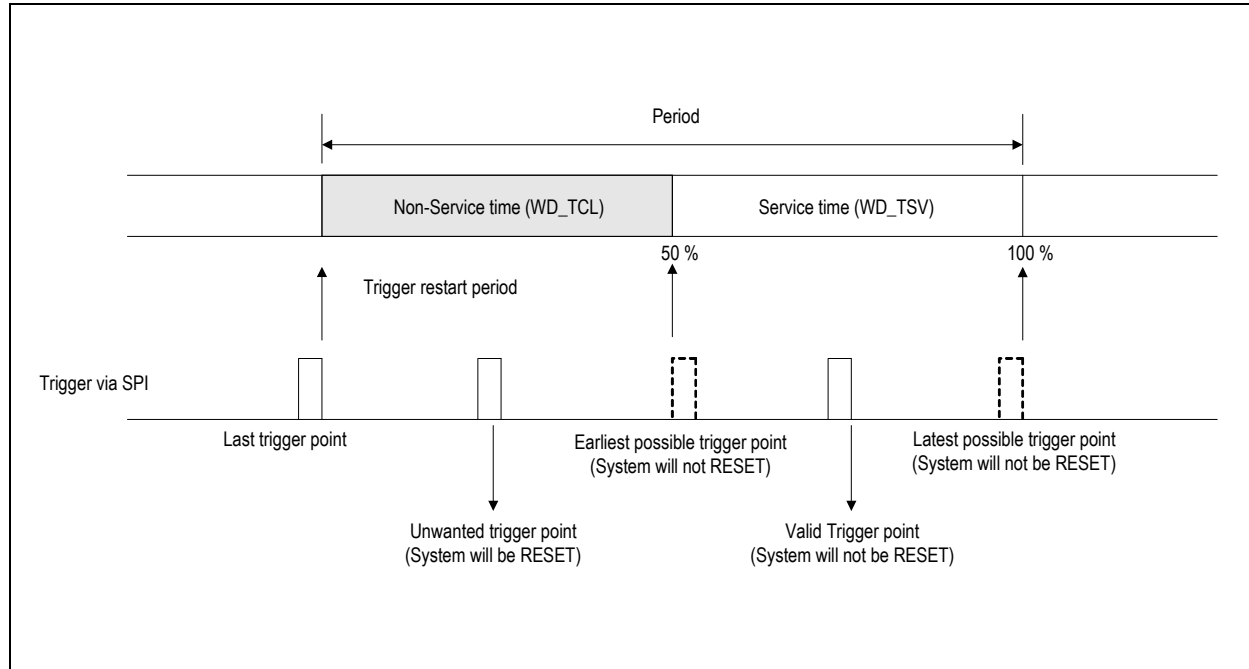 Period
Non-Service time (WD_TCL)
Service time (WD_TSV)
50 %
100 %
Trigger restart period
Trigger via SPI
Last trigger point
Earliest possible trigger point
(System will not RESET)
Latest possible trigger point
(System will not be RESET)
Unwanted trigger point
(System will be RESET)
Valid Trigger point
(System will not be RESET)